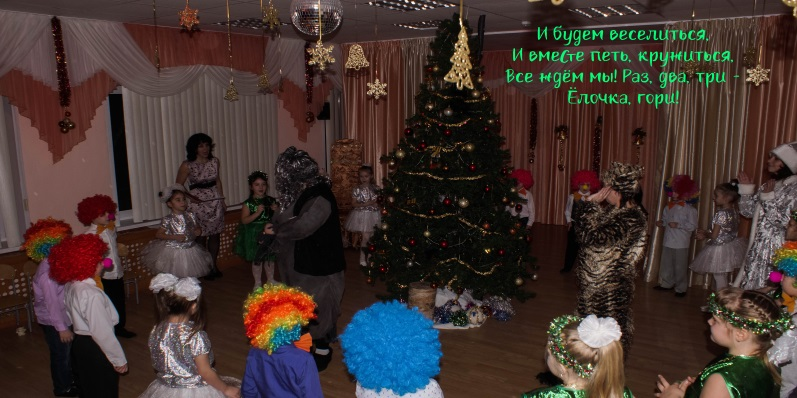 И будем веселиться,
И вместе петь, кружиться,
Все ждём мы! Раз, два, три -
Ёлочка, гори!